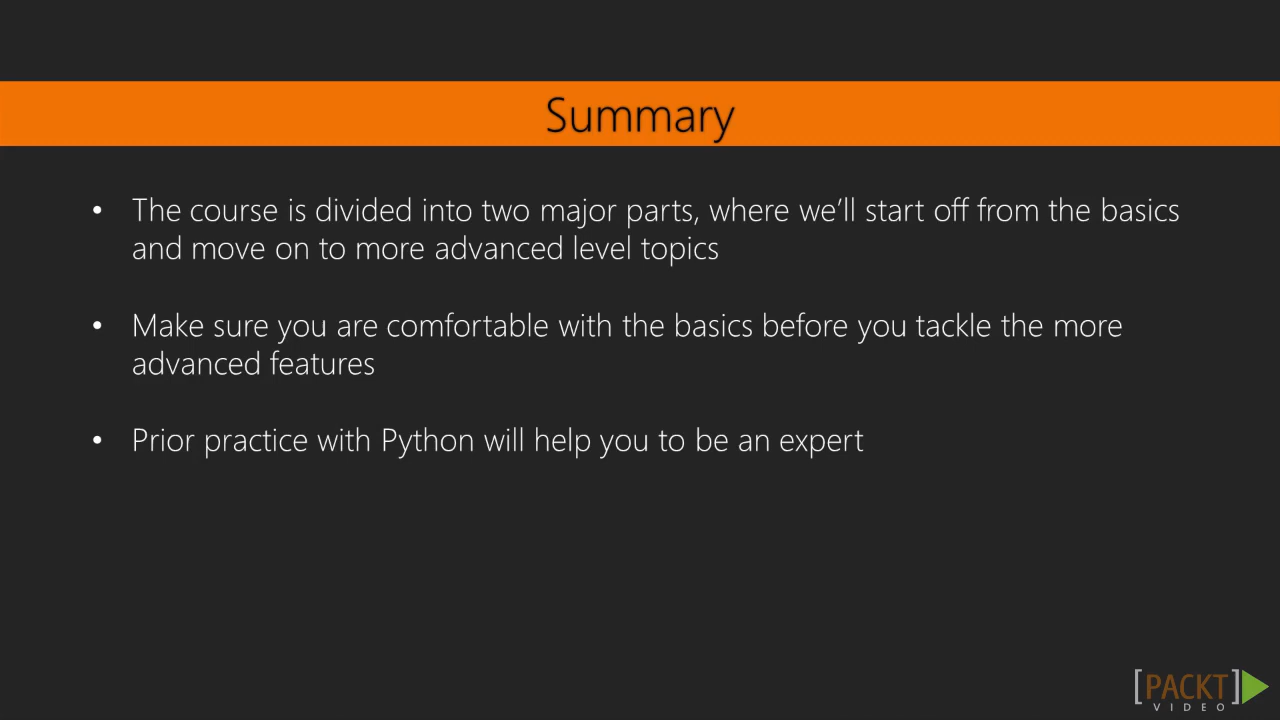 Summary
• The course is divided into two major parts, where we’ll start off from the basics
and move on to more advanced level topics
• Make sure you are comfortable with the basics before you tackle the more
advanced features
• Prior practice with Python will help you to be an expert
[PACKT]
VIDEO